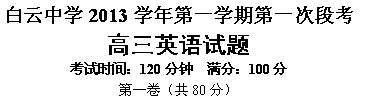 白云中学 2013 学年第一学期第一次段考
高三英语试题
考试时间：120 分钟 满分：100 分
第一卷（共 80 分）